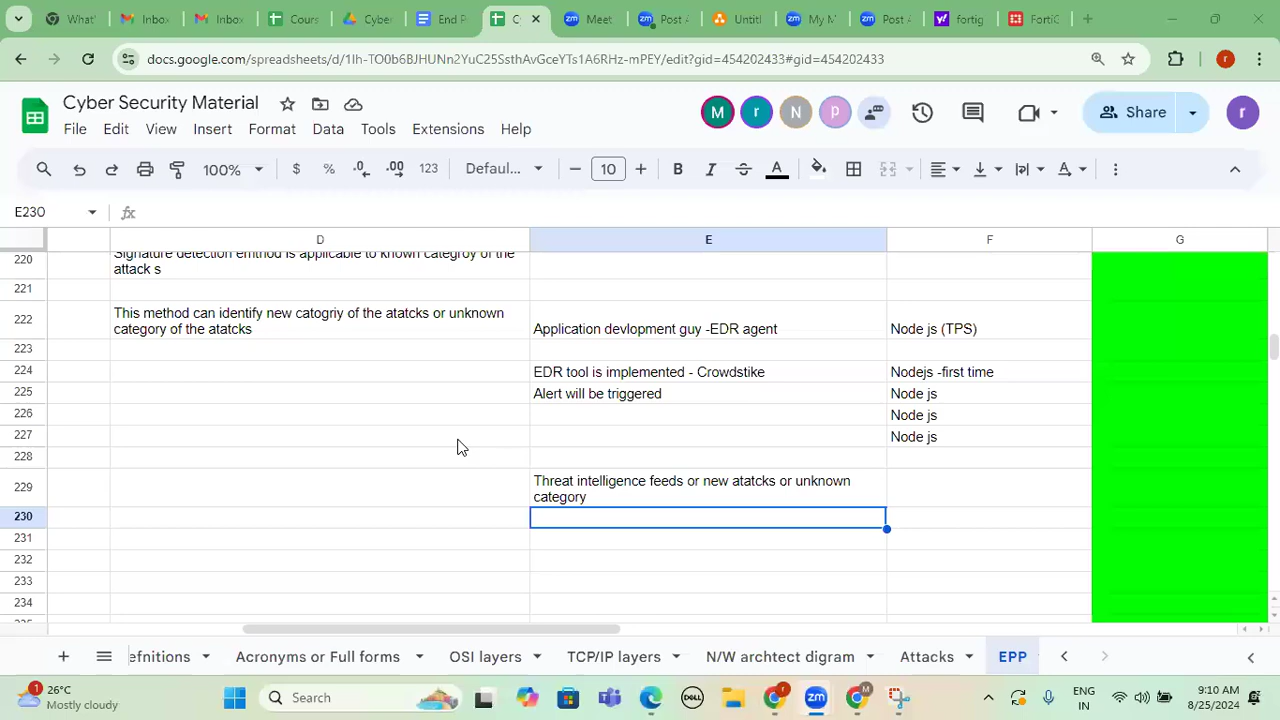 What
Inbox
Inbox
Cours
Cyber
End P
C
Meet
Post A
Untitl
My M
Post A
fortig
FortiC
docs.google.com/spreadsheets/d/1Ih-TO0b6BJHUNn2YuC25SsthAvGceYTs1A6RHz-mPEY/edit?gid=454202433#gid=454202433
Cyber Security Material
File Edit View Insert Format Data Tools Extensions Help
M r N p
Share
r
100% $ % .0 .00 123 Defaul... 10 B I A
E230
fx
D E F G
220 Signature detection emthod is applicable to known categroy of the
attack s
221
222 This method can identify new catogriy of the atatcks or unknown
category of the atatcks
Application devlopment guy -EDR agent
Node js (TPS)
223
224 EDR tool is implemented - Crowdstike Nodejs -first time
225 Alert will be triggered Node js
226 Node js
227 Node js
228
229 Threat intelligence feeds or new atatcks or unknown
category
230
231
232
233
234
efinitions Acronyms or Full forms OSI layers TCP/IP layers N/W archtect digram Attacks EPP
1
26°C
Mostly cloudy
Search
ENG
IN
9:10 AM
8/25/2024